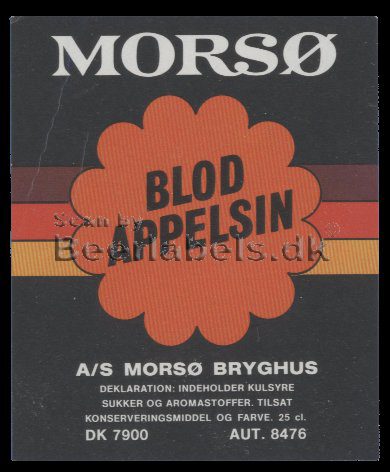 MORSØ
BLOD
APPELSIN
Scan by
Beerlabels.dk
A/S MORSØ BRYGHUS
DEKLARATION: INDEHOLDER KULSYRE
SUKKER OG AROMASTOFFER. TILSAT
KONSERVERINGSMIDDEL OG FARVE. 25 cl.
DK 7900 AUT. 8476